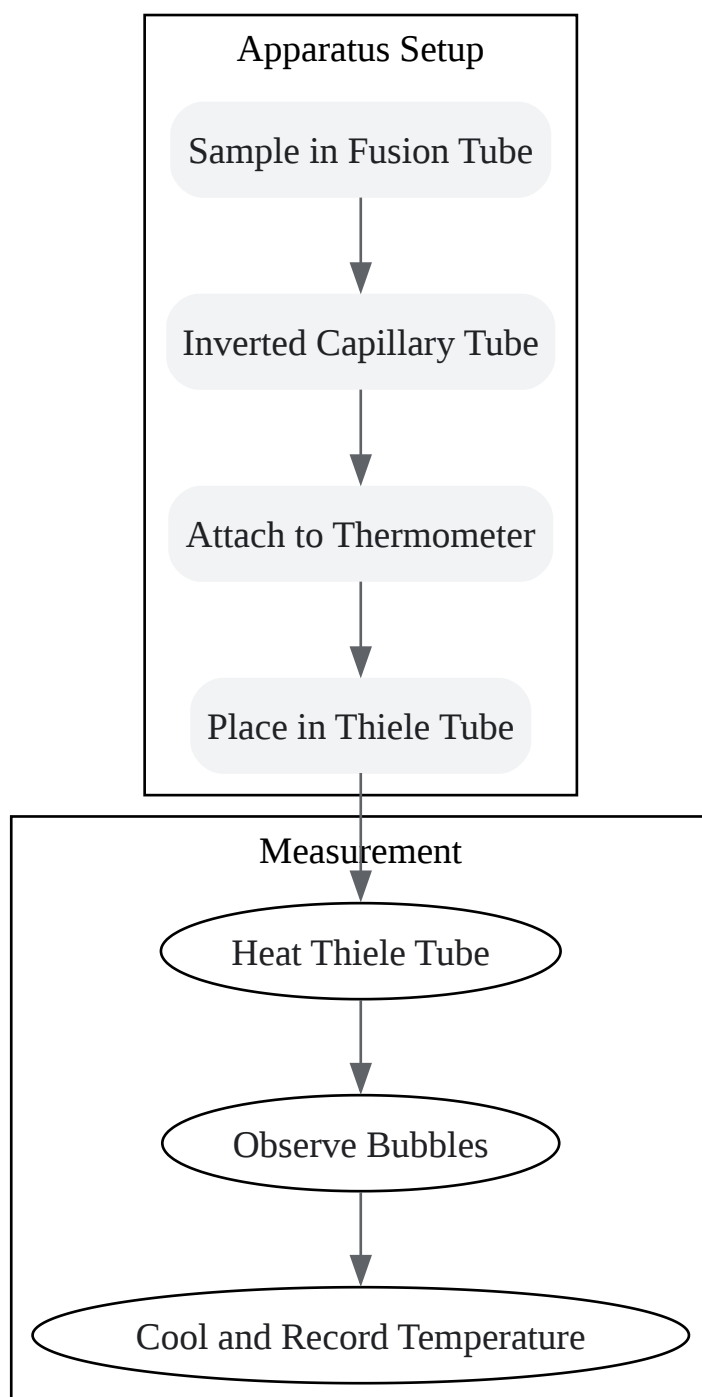 Apparatus Setup
Sample in Fusion Tube
Inverted Capillary Tube
Attach to Thermometer
Place in Thiele Tube
Measurement
Heat Thiele Tube
Observe Bubbles
Cool and Record Temperature